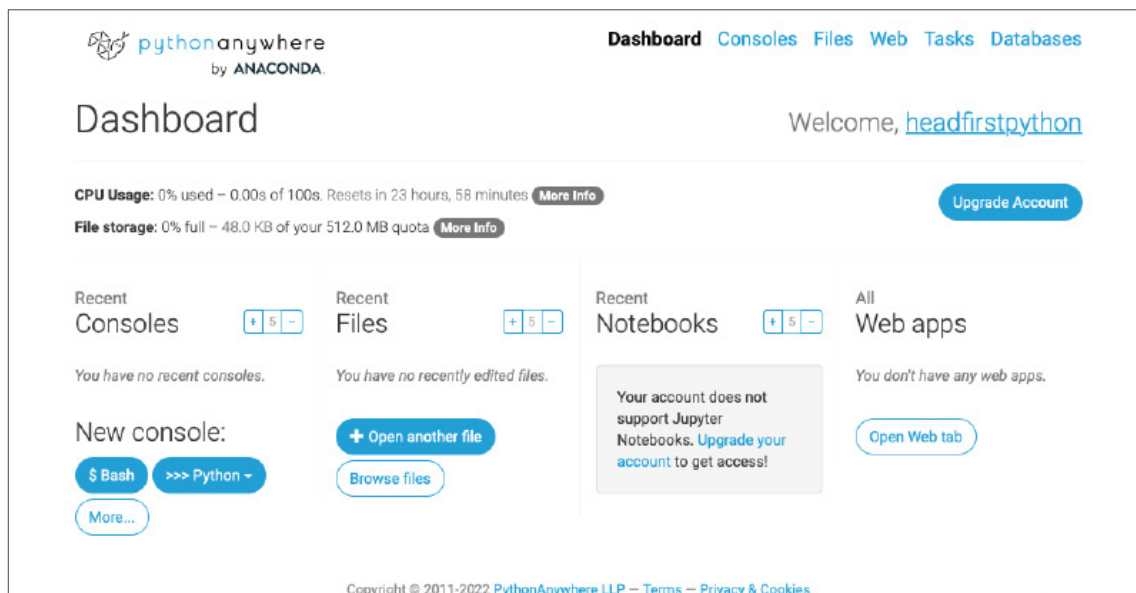 pythonanywhere
by ANACONDA.
Dashboard Consoles Files Web Tasks Databases
Dashboard
Welcome, headfirstpython
CPU Usage: 0% used – 0.00s of 100s. Resets in 23 hours, 58 minutes More Info
File storage: 0% full – 48.0 KB of your 512.0 MB quota More Info
Upgrade Account
Recent
Consoles
+ 5 –
You have no recent consoles.
New console:
$ Bash >>> Python
More...
Recent
Files
+ 5 –
You have no recently edited files.
+ Open another file
Browse files
Recent
Notebooks
+ 5 –
Your account does not
support Jupyter
Notebooks. Upgrade your
account to get access!
All
Web apps
You don't have any web apps.
Open Web tab
Copyright © 2011-2022 PythonAnywhere LLP — Terms — Privacy & Cookies